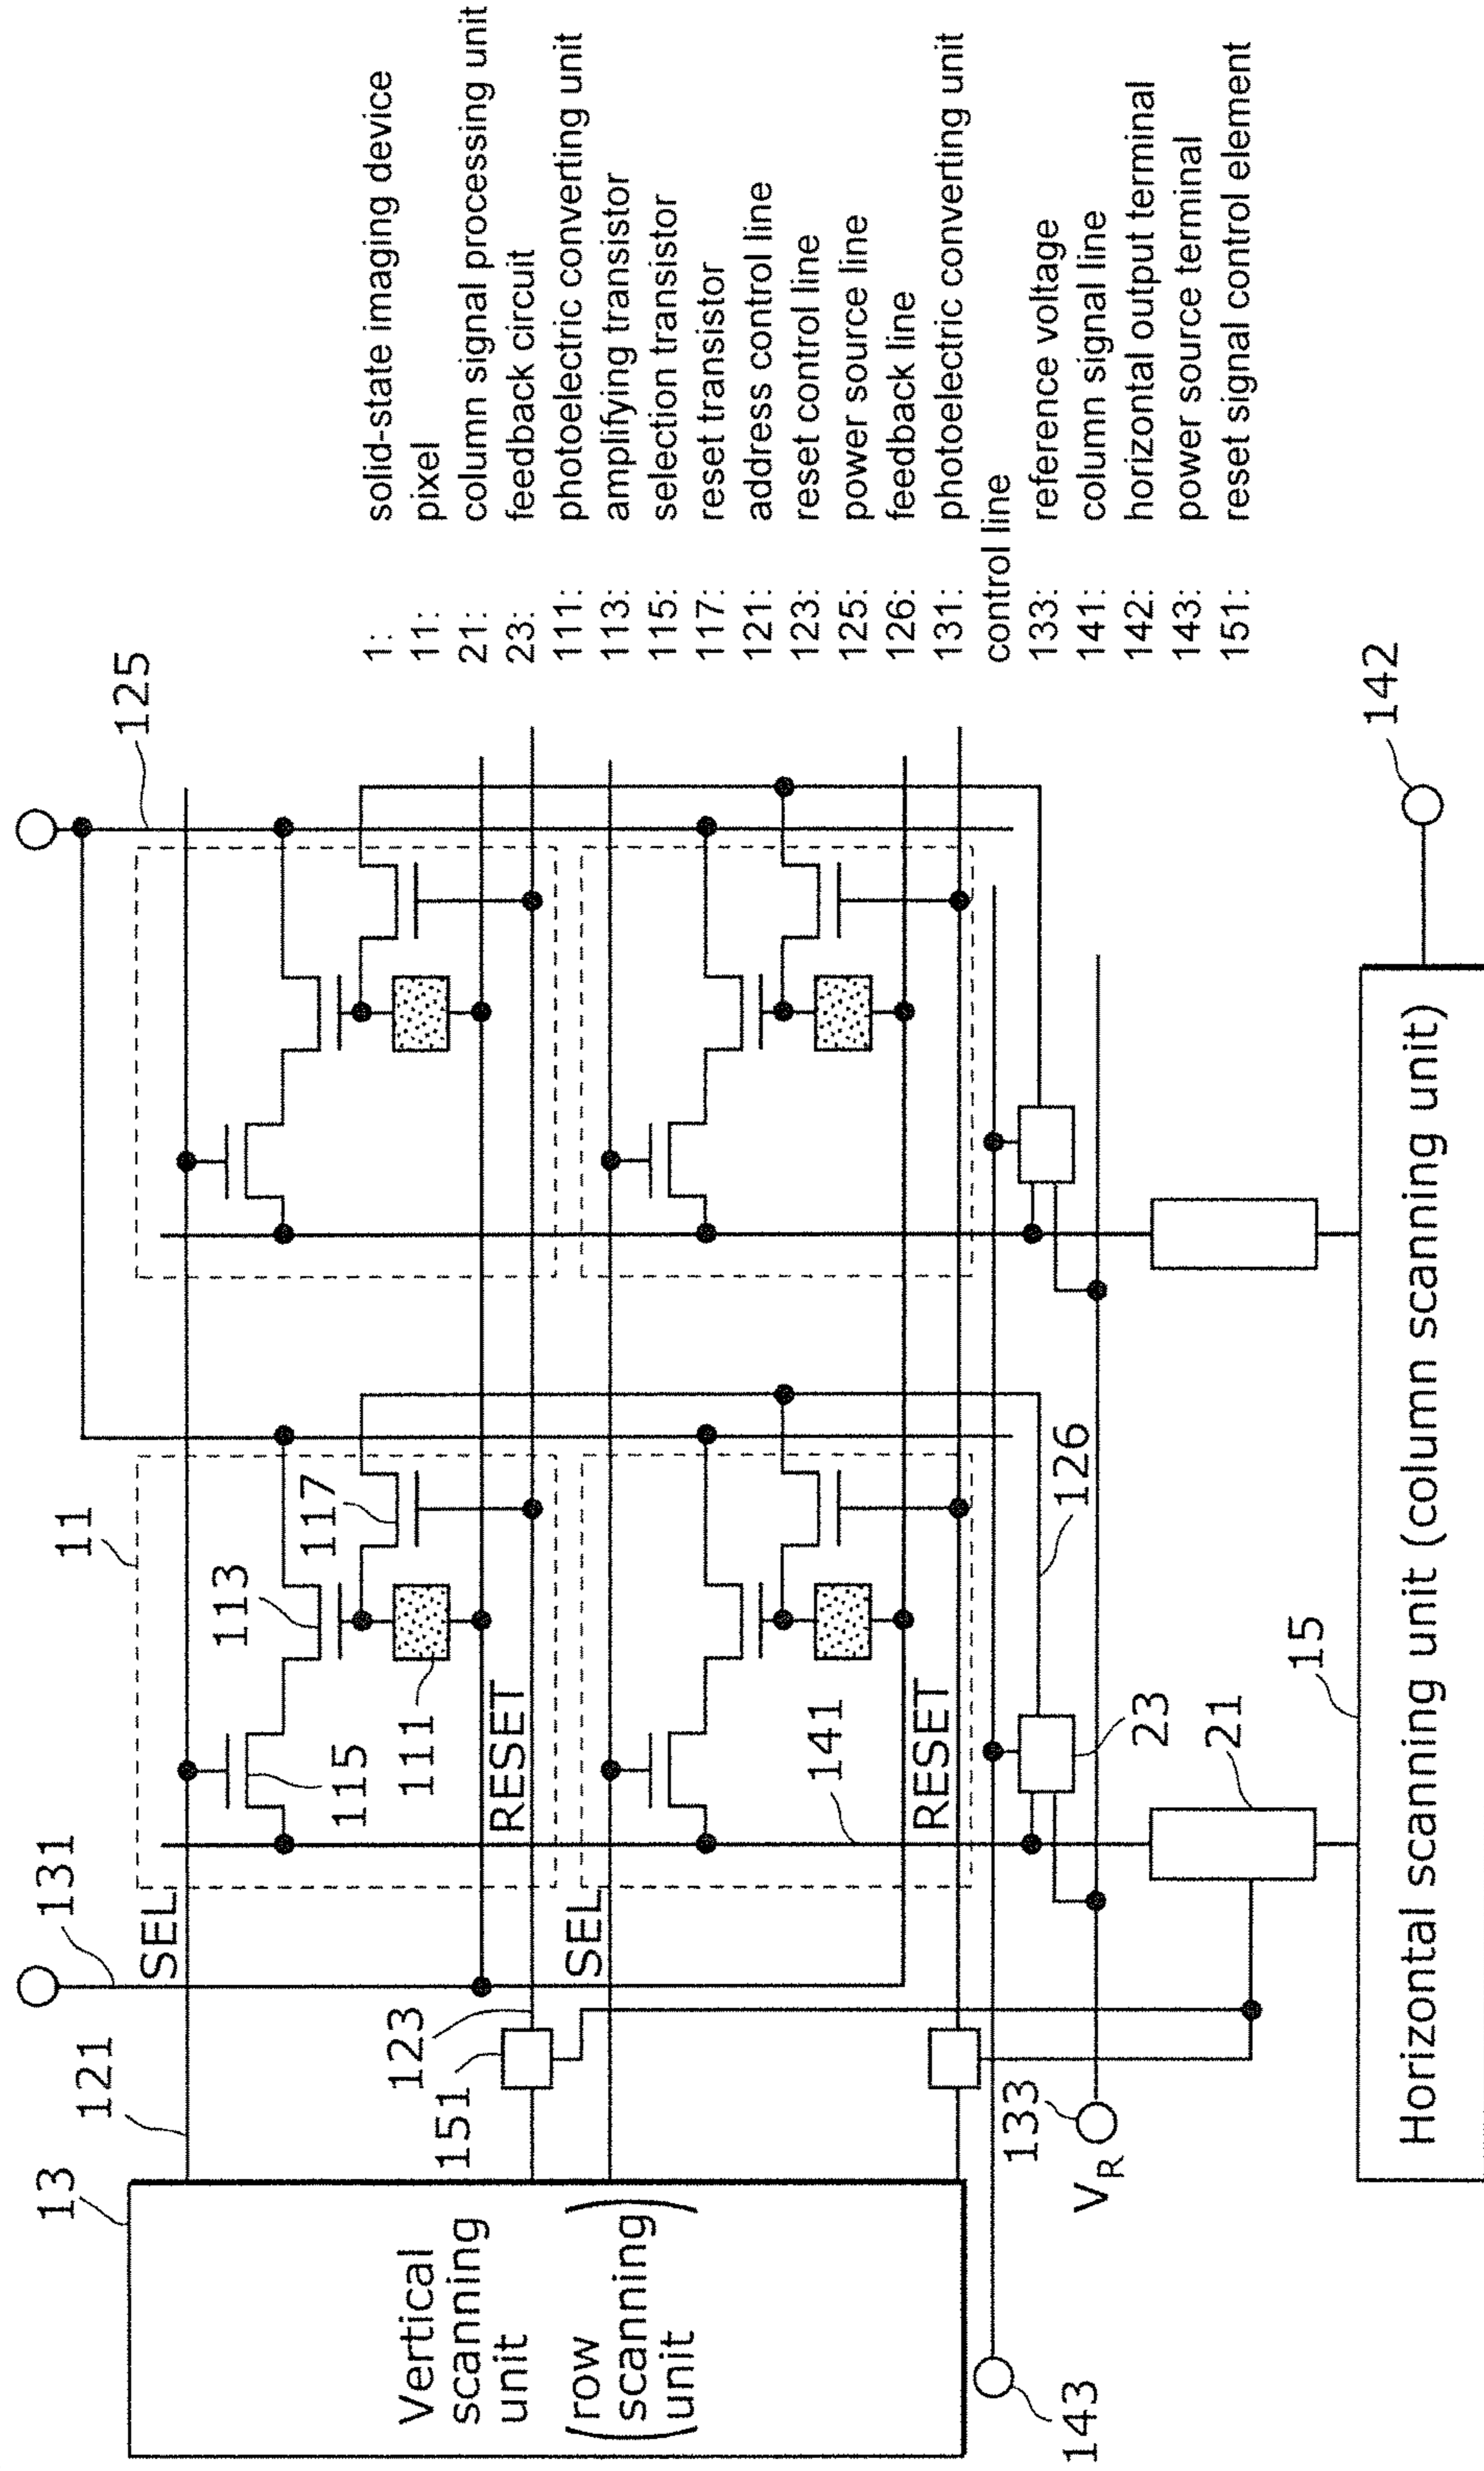 13
121
131
SEL
11
125
113
117
115
111
151
123
RESET
SEL
141
RESET
Vertical
scanning
unit
(row
scanning
unit)
143
133
VR
23
126
21
15
142
Horizontal scanning unit (column scanning unit)
1: solid-state imaging device
11: pixel
21: column signal processing unit
23: feedback circuit
111: photoelectric converting unit
113: amplifying transistor
115: selection transistor
117: reset transistor
121: address control line
123: reset control line
125: power source line
126: feedback line
131: photoelectric converting unit
control line
133: reference voltage
141: column signal line
142: horizontal output terminal
143: power source terminal
151: reset signal control element